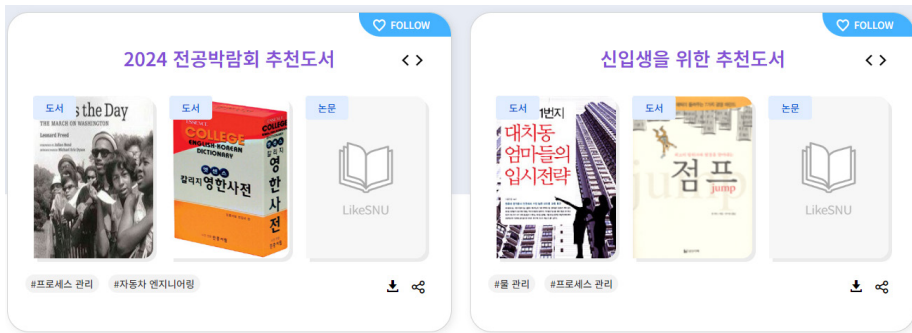 FOLLOW
2024 전공박람회 추천도서
< >
도서
s the Day
THE MARCH ON WASHINGTON
Leonard Freed
도서
COLLEGE
ENGLISH-KOREAN
DICTIONARY
엣센스
칼리지 영한사전
영한사전
논문
LikeSNU
#프로세스 관리
#자동차 엔지니어링
FOLLOW
신입생을 위한 추천도서
< >
도서
1번지
대치동
엄마들의
입시전략
도서
점프
jump
논문
LikeSNU
#물 관리
#프로세스 관리